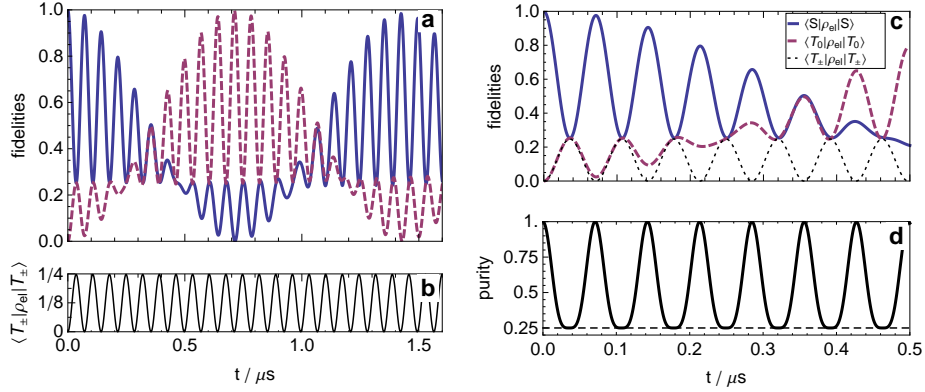 a
fidelities
1.0
0.8
0.6
0.4
0.2
0.0
b
⟨T±|ρel|T±⟩
1/4
1/8
0
0.0 0.5 1.0 1.5
t / μs
c
fidelities
1.0
0.8
0.6
0.4
0.2
0.0
⟨S|ρel|S⟩
⟨T0|ρel|T0⟩
⟨T±|ρel|T±⟩
d
purity
1.
0.75
0.5
0.25
0.0 0.1 0.2 0.3 0.4 0.5
t / μs